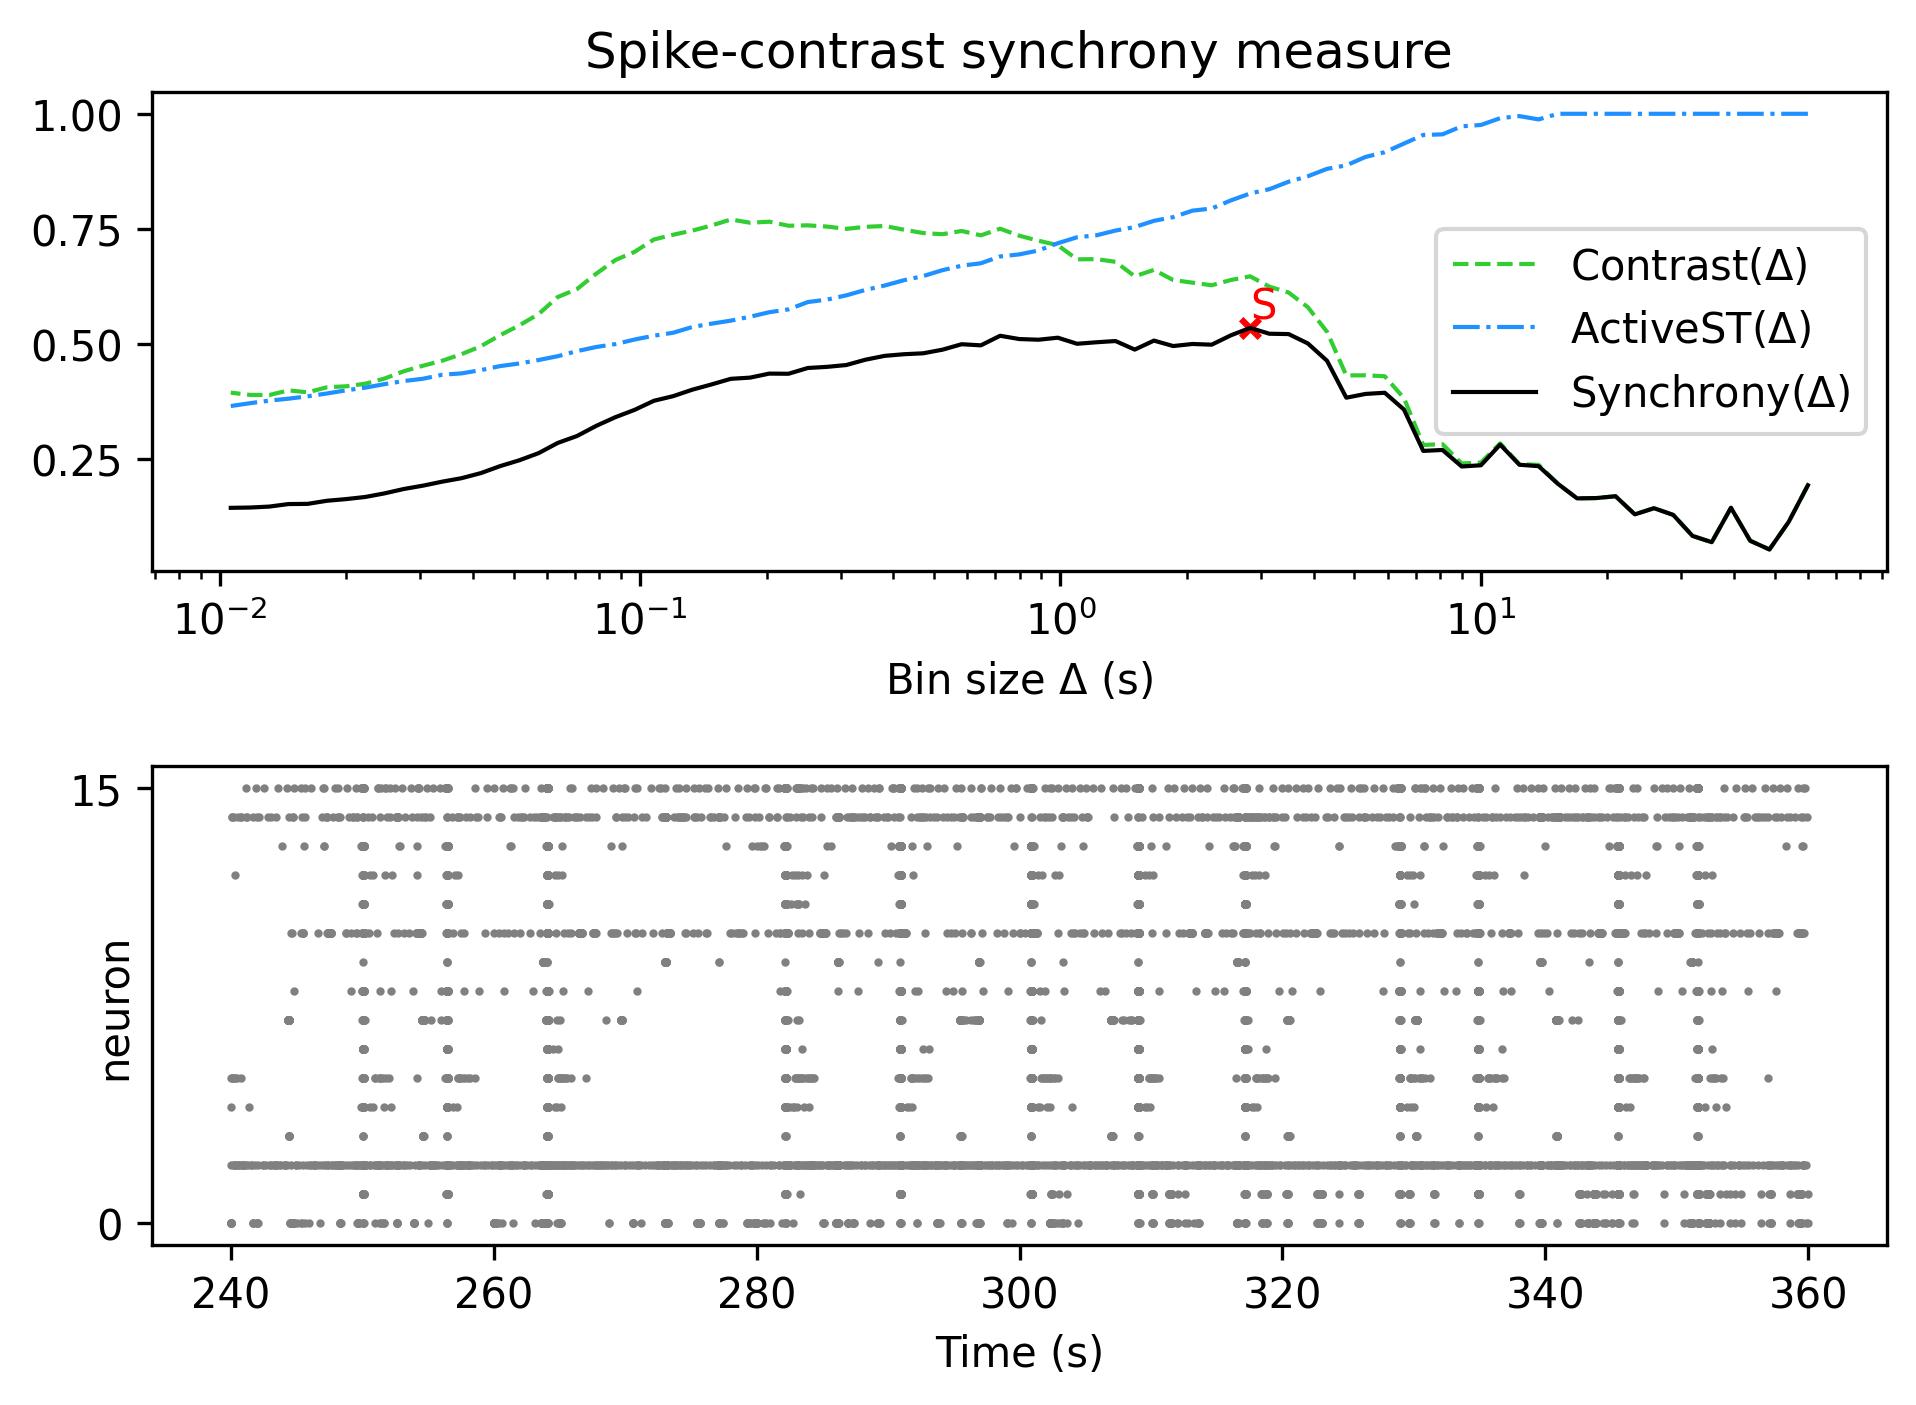 Spike-contrast synchrony measure
1.00
0.75
0.50
0.25
S
Contrast(Δ)
ActiveST(Δ)
Synchrony(Δ)
10⁻² 10⁻¹ 10⁰ 10¹
Bin size Δ (s)
15
neuron
0
240 260 280 300 320 340 360
Time (s)